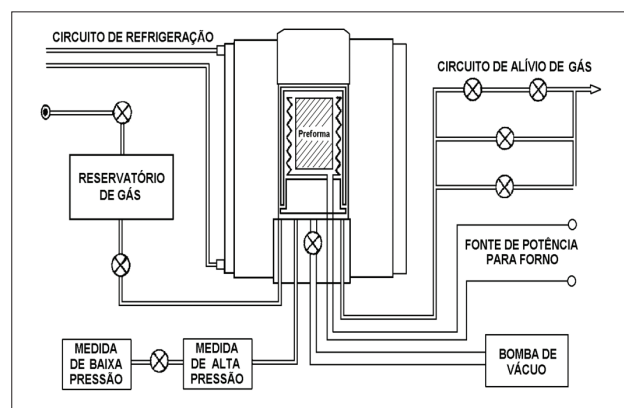 CIRCUITO DE REFRIGERAÇÃO
CIRCUITO DE ALÍVIO DE GÁS
Preforma
RESERVATÓRIO
DE GÁS
FONTE DE POTÊNCIA
PARA FORNO
MEDIDA
DE BAIXA
PRESSÃO
MEDIDA
DE ALTA
PRESSÃO
BOMBA DE
VÁCUO